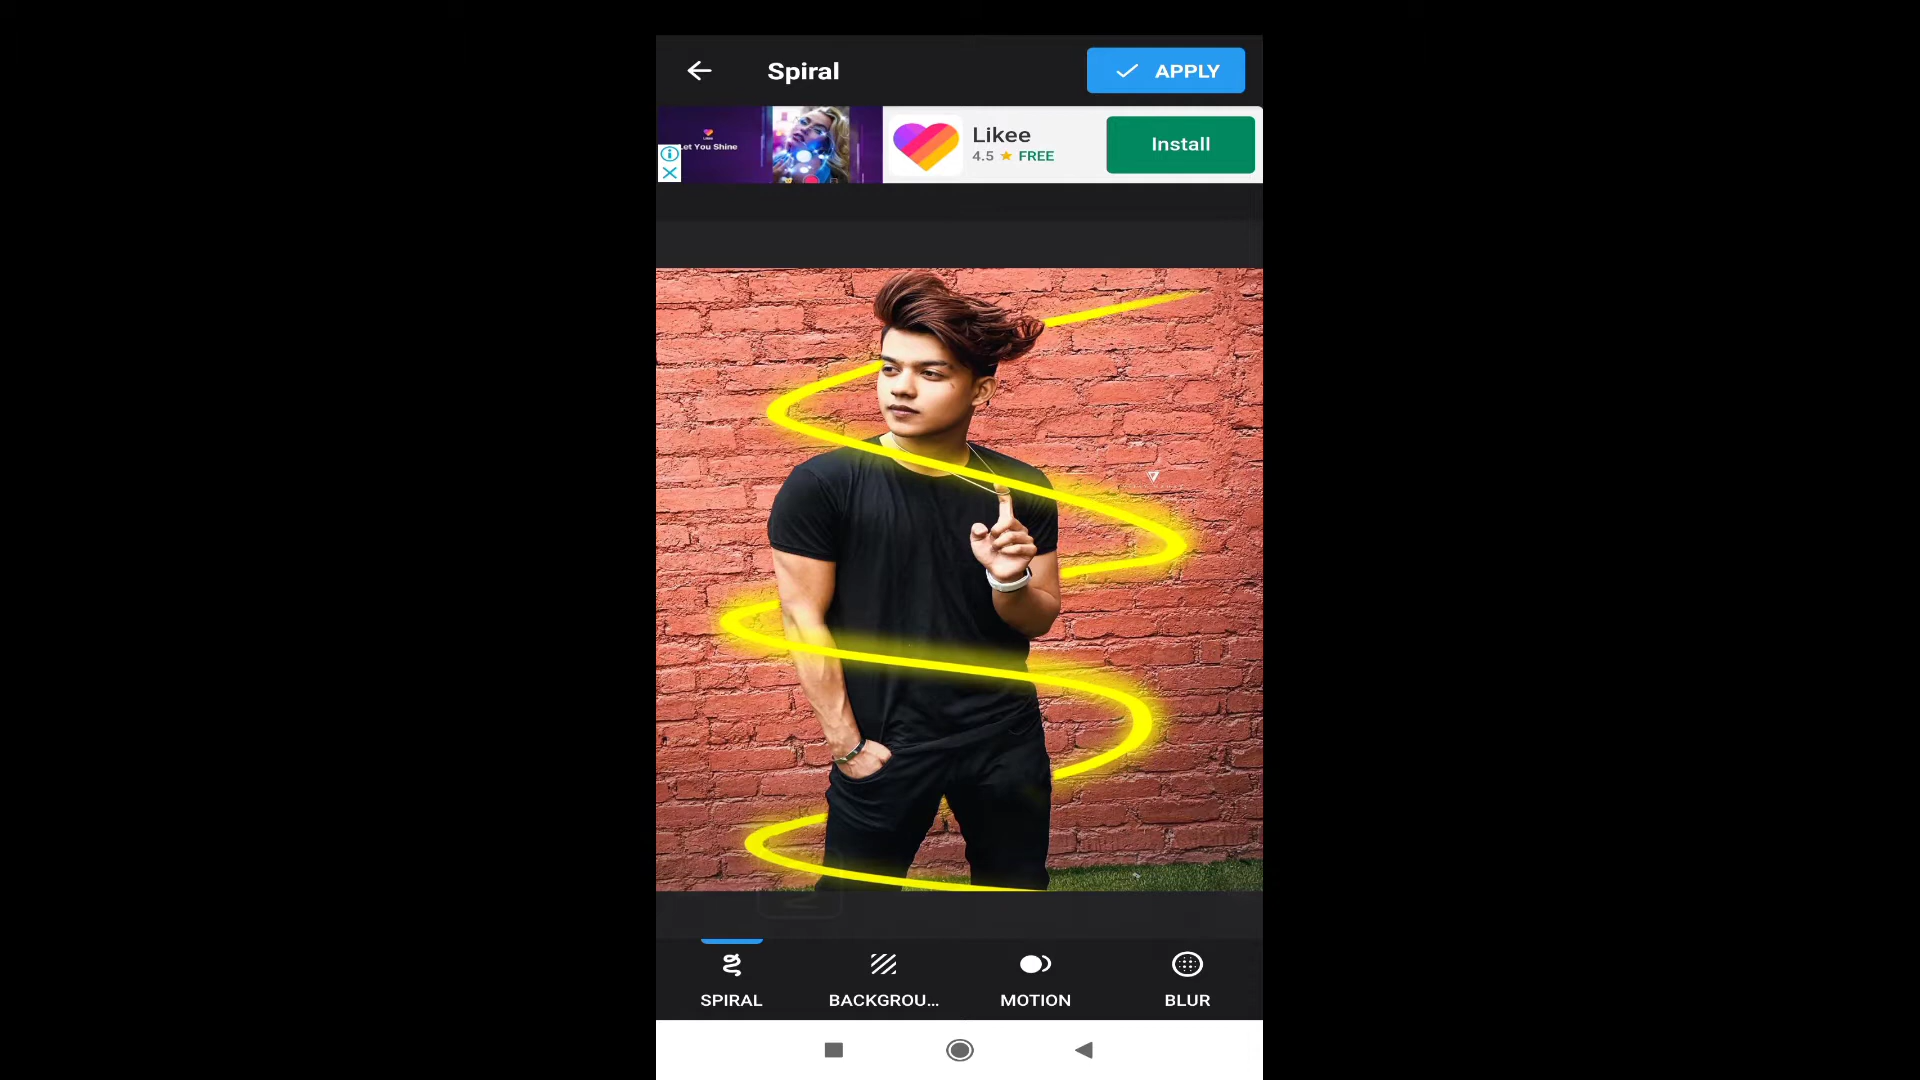 Spiral
APPLY
Let You Shine
Likee
4.5 ★ FREE
Install
SPIRAL
BACKGROU...
MOTION
BLUR